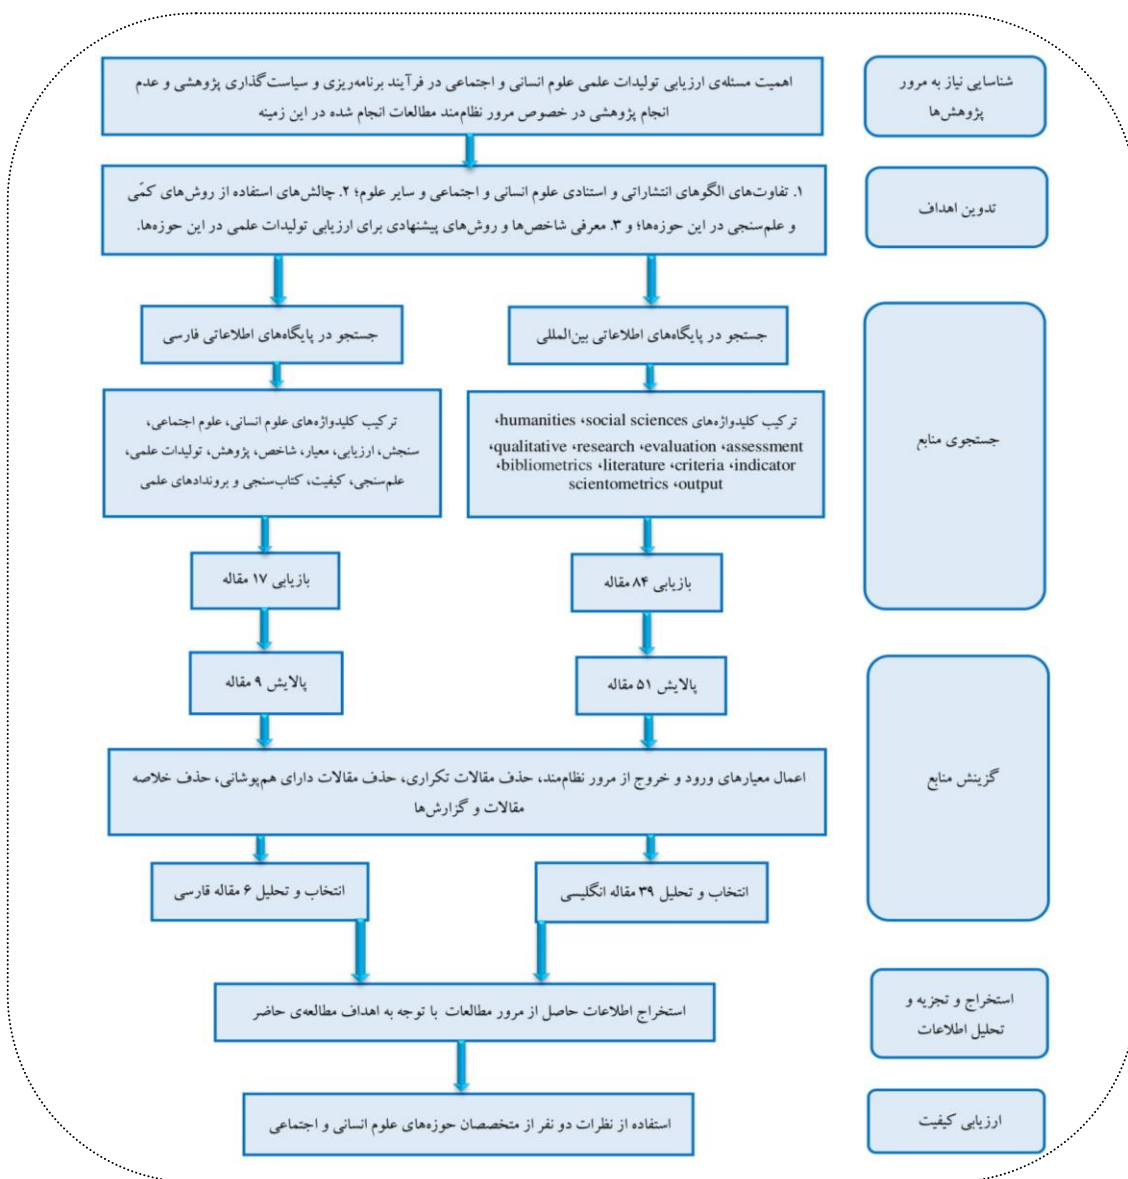 شناسایی نیاز به مرور
پژوهش‌ها
اهمیت مسئله‌ی ارزیابی تولیدات علمی علوم انسانی و اجتماعی در فرآیند برنامه‌ریزی و سیاست‌گذاری پژوهشی و عدم
انجام پژوهشی در خصوص مرور نظام‌مند مطالعات انجام شده در این زمینه
تدوین اهداف
۱. تفاوت‌های الگوهای انتشاراتی و استنادی علوم انسانی و اجتماعی و سایر علوم؛ ۲. چالش‌های استفاده از روش‌های کمّی
و علم‌سنجی در این حوزه‌ها؛ و ۳. معرفی شاخص‌ها و روش‌های پیشنهادی برای ارزیابی تولیدات علمی در این حوزه‌ها.
جستجوی منابع
جستجو در پایگاه‌های اطلاعاتی بین‌المللی
جستجو در پایگاه‌های اطلاعاتی فارسی
ترکیب کلیدواژه‌های humanities ،social sciences،
qualitative ،research ،evaluation ،assessment،
bibliometrics ،literature ،criteria ،indicator،
scientometrics ،output
ترکیب کلیدواژه‌های علوم انسانی، علوم اجتماعی،
سنجش، ارزیابی، معیار، شاخص، پژوهش، تولیدات علمی،
علم‌سنجی، کیفیت، کتاب‌سنجی و بروندادهای علمی
بازیابی ۸۴ مقاله
بازیابی ۱۷ مقاله
گزینش منابع
پالایش ۵۱ مقاله
پالایش ۹ مقاله
اعمال معیارهای ورود و خروج از مرور نظام‌مند، حذف مقالات تکراری، حذف مقالات دارای هم‌پوشانی، حذف خلاصه
مقالات و گزارش‌ها
انتخاب و تحلیل ۳۹ مقاله انگلیسی
انتخاب و تحلیل ۶ مقاله فارسی
استخراج و تجزیه و
تحلیل اطلاعات
استخراج اطلاعات حاصل از مرور مطالعات با توجه به اهداف مطالعه‌ی حاضر
ارزیابی کیفیت
استفاده از نظرات دو نفر از متخصصان حوزه‌های علوم انسانی و اجتماعی